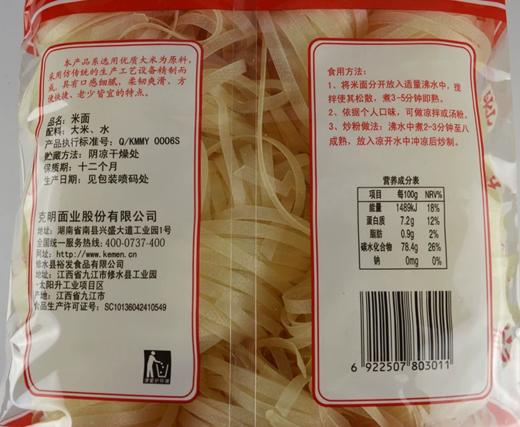 本产品系选用优质大米为原料，
采用仿传统的生产工艺设备精制而
成，具有口感细腻，柔韧爽滑、方
便快捷、老少皆宜的特点。
品名：米面
配料：大米、水
产品执行标准号：Q/KMMY 0006S
贮藏方法：阴凉干燥处
保质期：十二个月
生产日期：见包装喷码处
克明面业股份有限公司
地址：湖南省南县兴盛大道工业园1号
全国统一服务热线：400-0737-400
网址：http://www.kemen.cn
修水县裕发食品有限公司
地址：江西省九江市修水县工业园
太阳升工业项目区
产地：江西省九江市
食品生产许可证号：SC10136042410549
食用方法：
1、将米面分开放入适量沸水中，搅
拌使其松散，煮3-5分钟即熟。
2、依据个人口味，可做凉拌或汤粉。
3、炒粉做法：沸水中煮2-3分钟至八
成熟，放入凉开水中冲凉后炒制。
营养成分表
项目 每100g NRV%
能量 1489kJ 18%
蛋白质 7.2g 12%
脂肪 0.9g 2%
碳水化合物 78.4g 26%
钠 0mg 0%
6 922507 803011